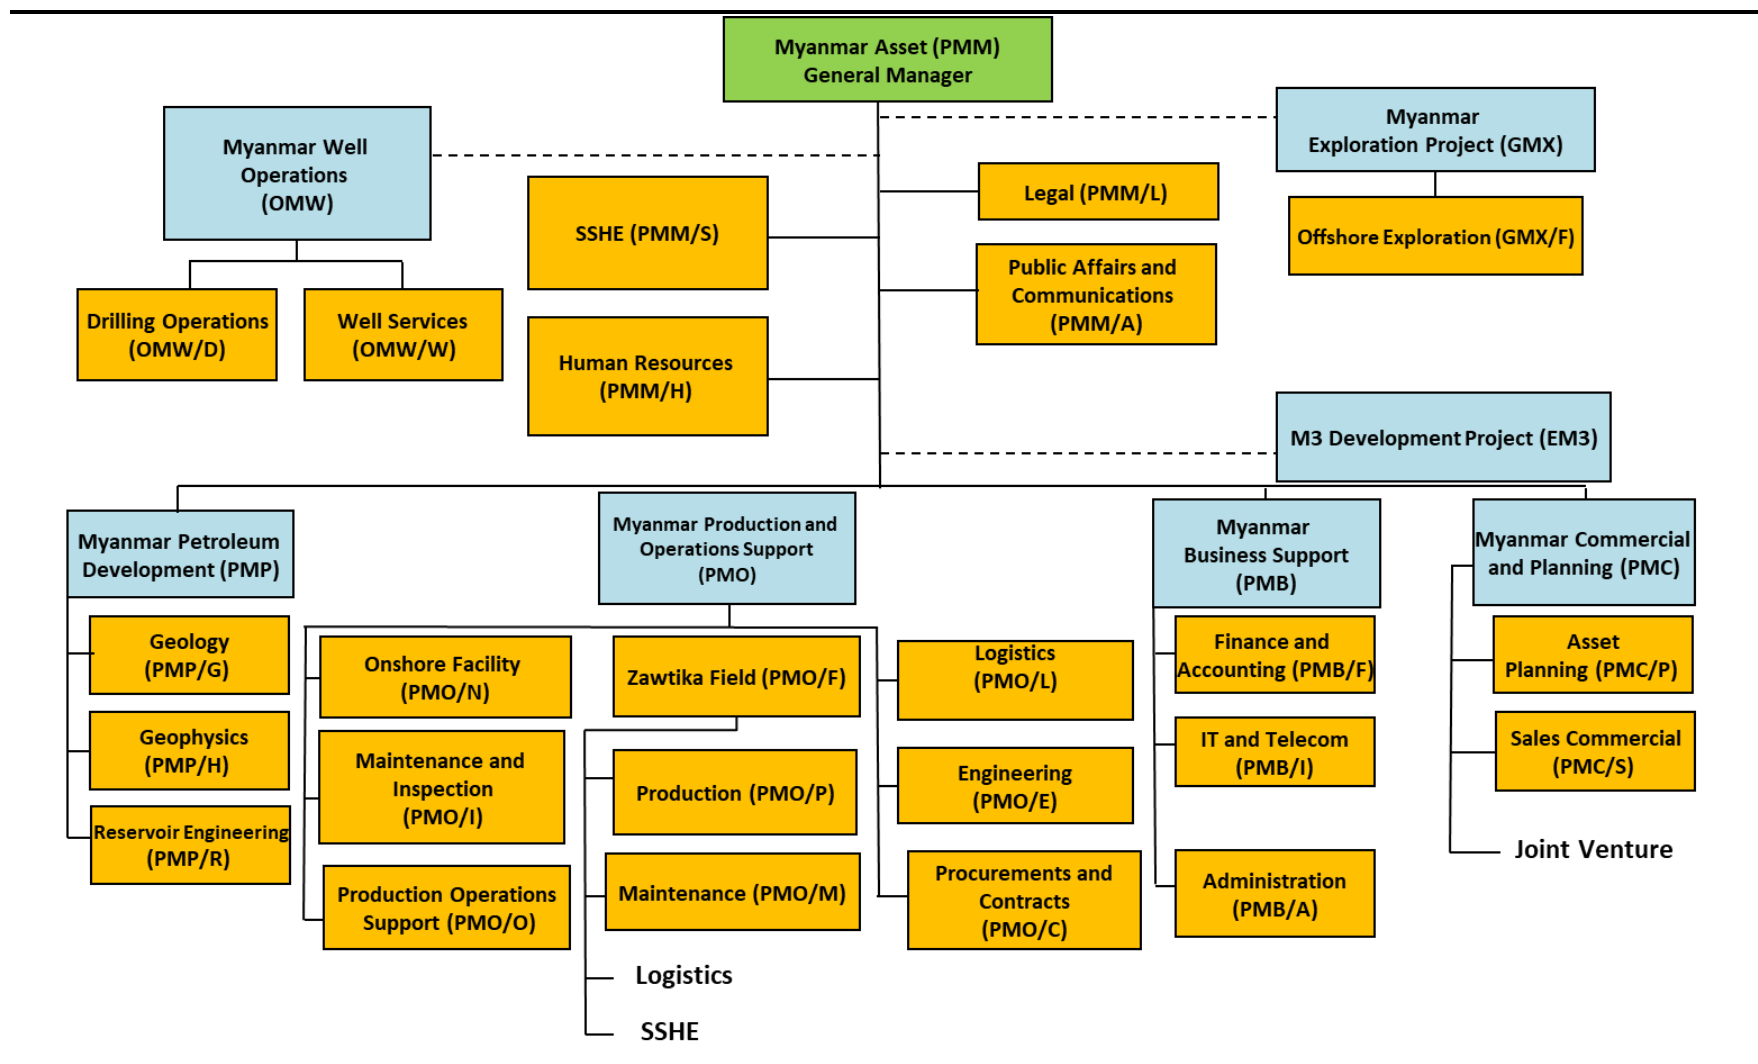 Myanmar Asset (PMM)
General Manager
Myanmar Well
Operations
(OMW)
Myanmar
Exploration Project (GMX)
Legal (PMM/L)
SSHE (PMM/S)
Offshore Exploration (GMX/F)
Public Affairs and
Communications
(PMM/A)
Drilling Operations
(OMW/D)
Well Services
(OMW/W)
Human Resources
(PMM/H)
M3 Development Project (EM3)
Myanmar Petroleum
Development (PMP)
Myanmar Production and
Operations Support
(PMO)
Myanmar
Business Support
(PMB)
Myanmar Commercial
and Planning (PMC)
Geology
(PMP/G)
Geophysics
(PMP/H)
Reservoir Engineering
(PMP/R)
Onshore Facility
(PMO/N)
Maintenance and
Inspection
(PMO/I)
Production Operations
Support (PMO/O)
Zawtika Field (PMO/F)
Production (PMO/P)
Maintenance (PMO/M)
Logistics
SSHE
Logistics
(PMO/L)
Engineering
(PMO/E)
Procurements and
Contracts
(PMO/C)
Finance and
Accounting (PMB/F)
IT and Telecom
(PMB/I)
Administration
(PMB/A)
Asset
Planning (PMC/P)
Sales Commercial
(PMC/S)
Joint Venture